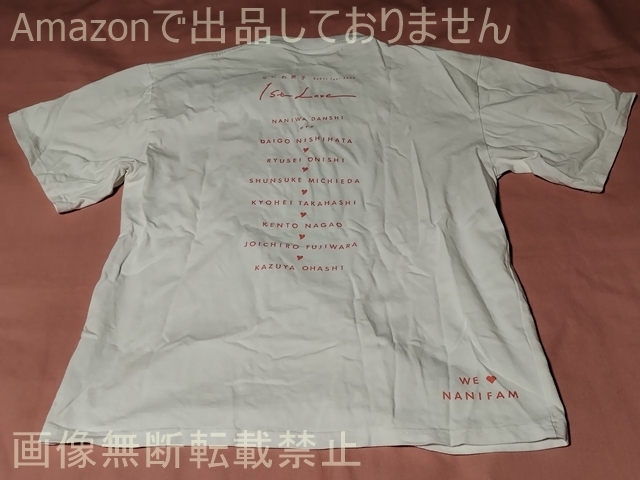 Amazonで出品しておりません
1st Love
NANIWA DANSHI
DAIGO NISHIHATA
RYUSEI ONISHI
SHUNSUKE MICHIEDA
KYOHEI TAKAHASHI
KENTO NAGAO
JOICHIRO FUJIWARA
KAZUYA OHASHI
WE ♥
NANIFAM
画像無断転載禁止